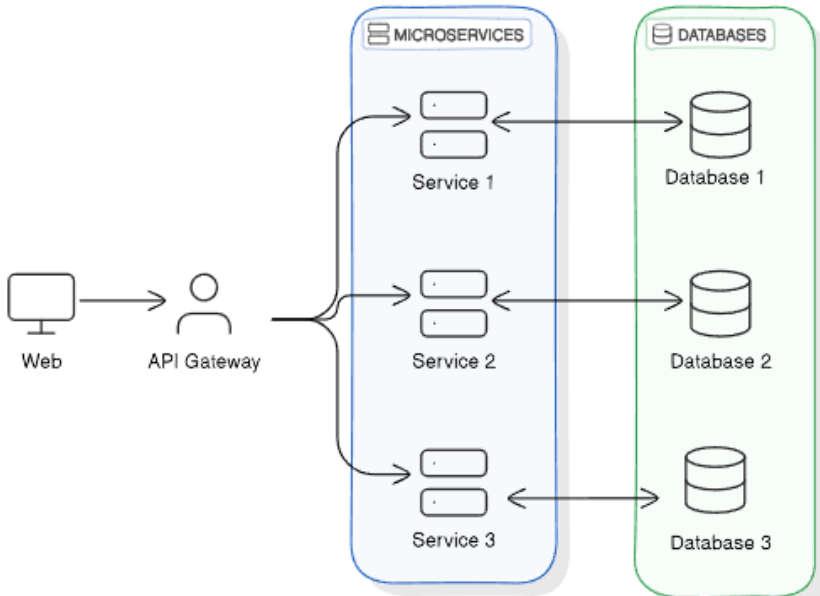 MICROSERVICES
DATABASES
Service 1
Database 1
Web
API Gateway
Service 2
Database 2
Service 3
Database 3